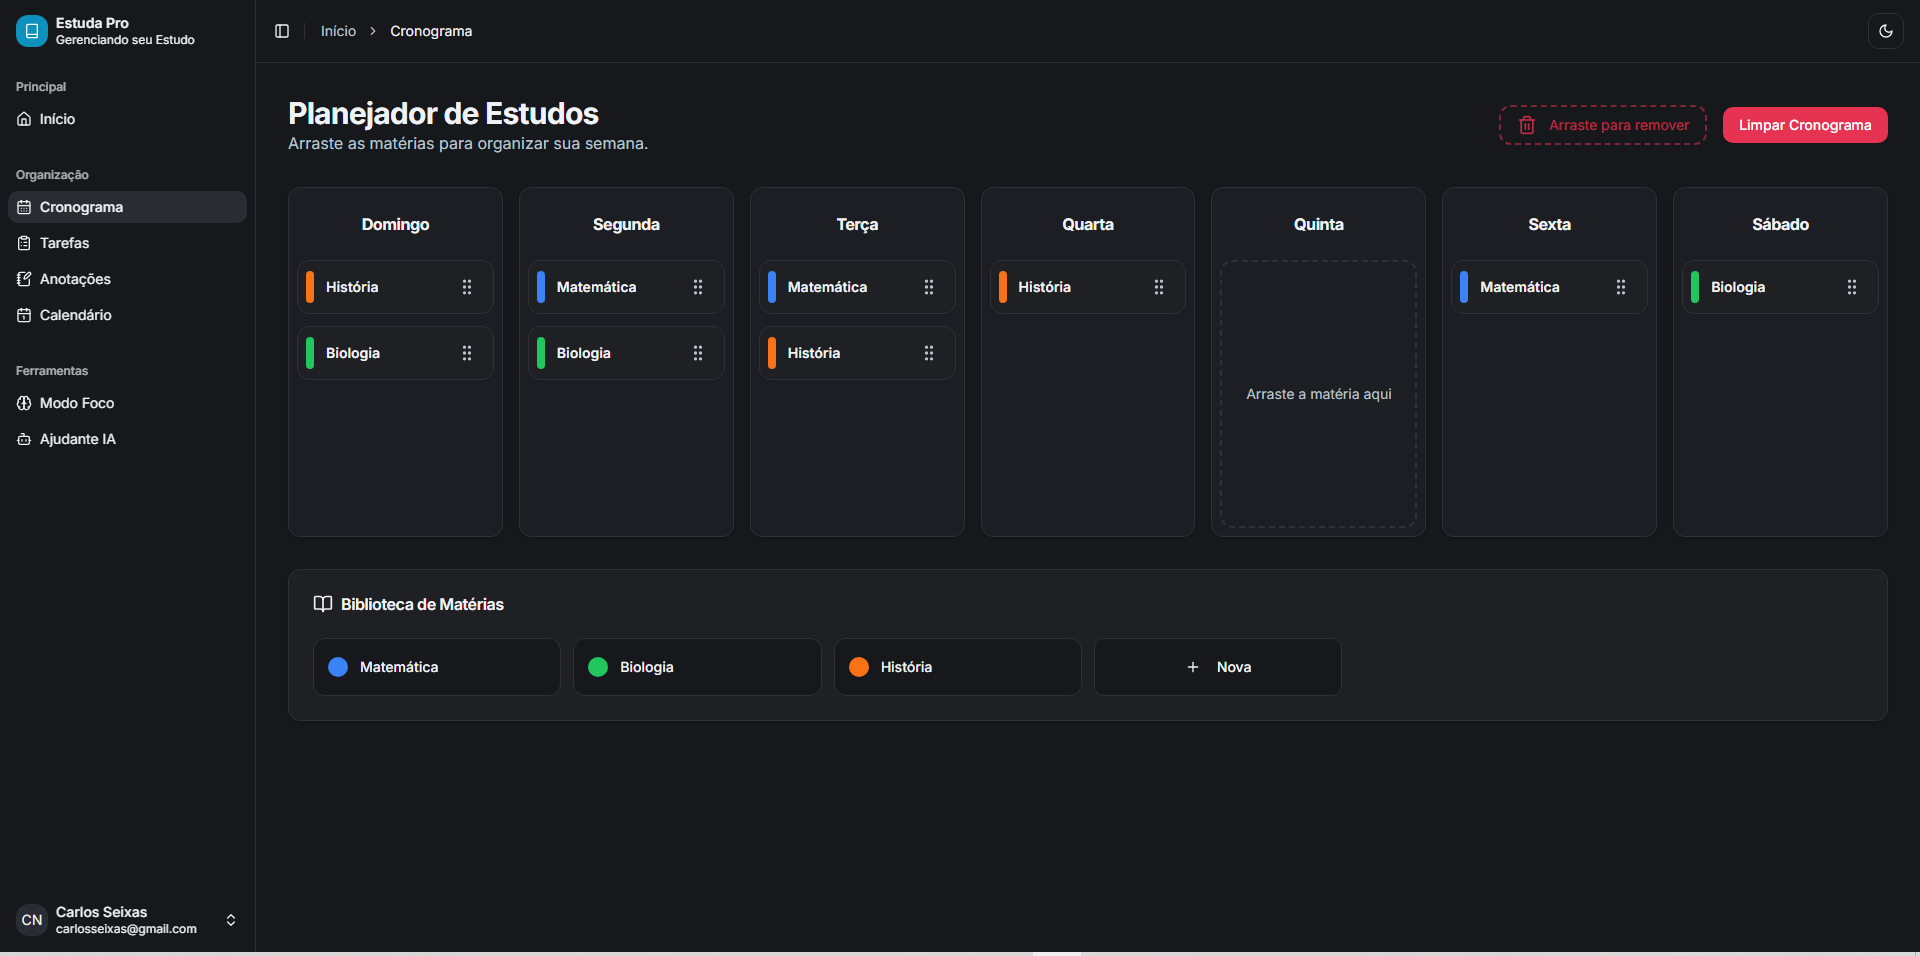 Estuda Pro
Gerenciando seu Estudo
Principal
Início
Organização
Cronograma
Tarefas
Anotações
Calendário
Ferramentas
Modo Foco
Ajudante IA
CN
Carlos Seixas
carlosseixas@gmail.com
Início > Cronograma
Planejador de Estudos
Arraste as matérias para organizar sua semana.
Arraste para remover
Limpar Cronograma
Domingo
História
Biologia
Segunda
Matemática
Biologia
Terça
Matemática
História
Quarta
História
Quinta
Arraste a matéria aqui
Sexta
Matemática
Sábado
Biologia
Biblioteca de Matérias
Matemática
Biologia
História
+ Nova